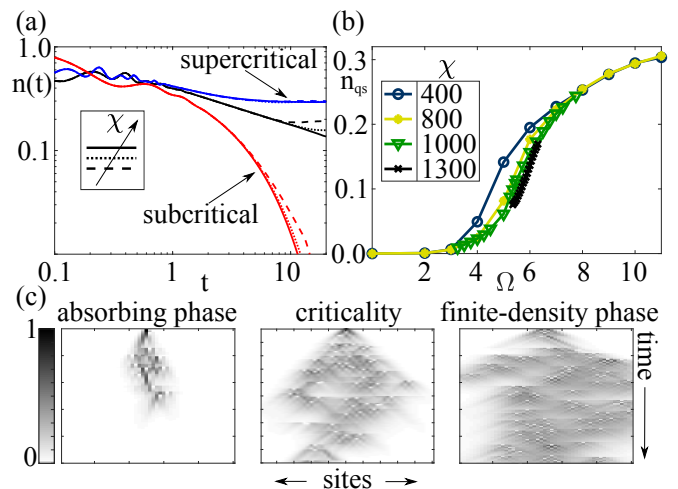 (a)
1.0
n(t)
0.1
supercritical
χ
subcritical
0.1
1
t
10
(b)
0.3
n_qs
0.2
0.1
0.0
χ
400
800
1000
1300
2
4
Ω
6
8
10
(c)
absorbing phase
criticality
finite-density phase
1
0
time
sites